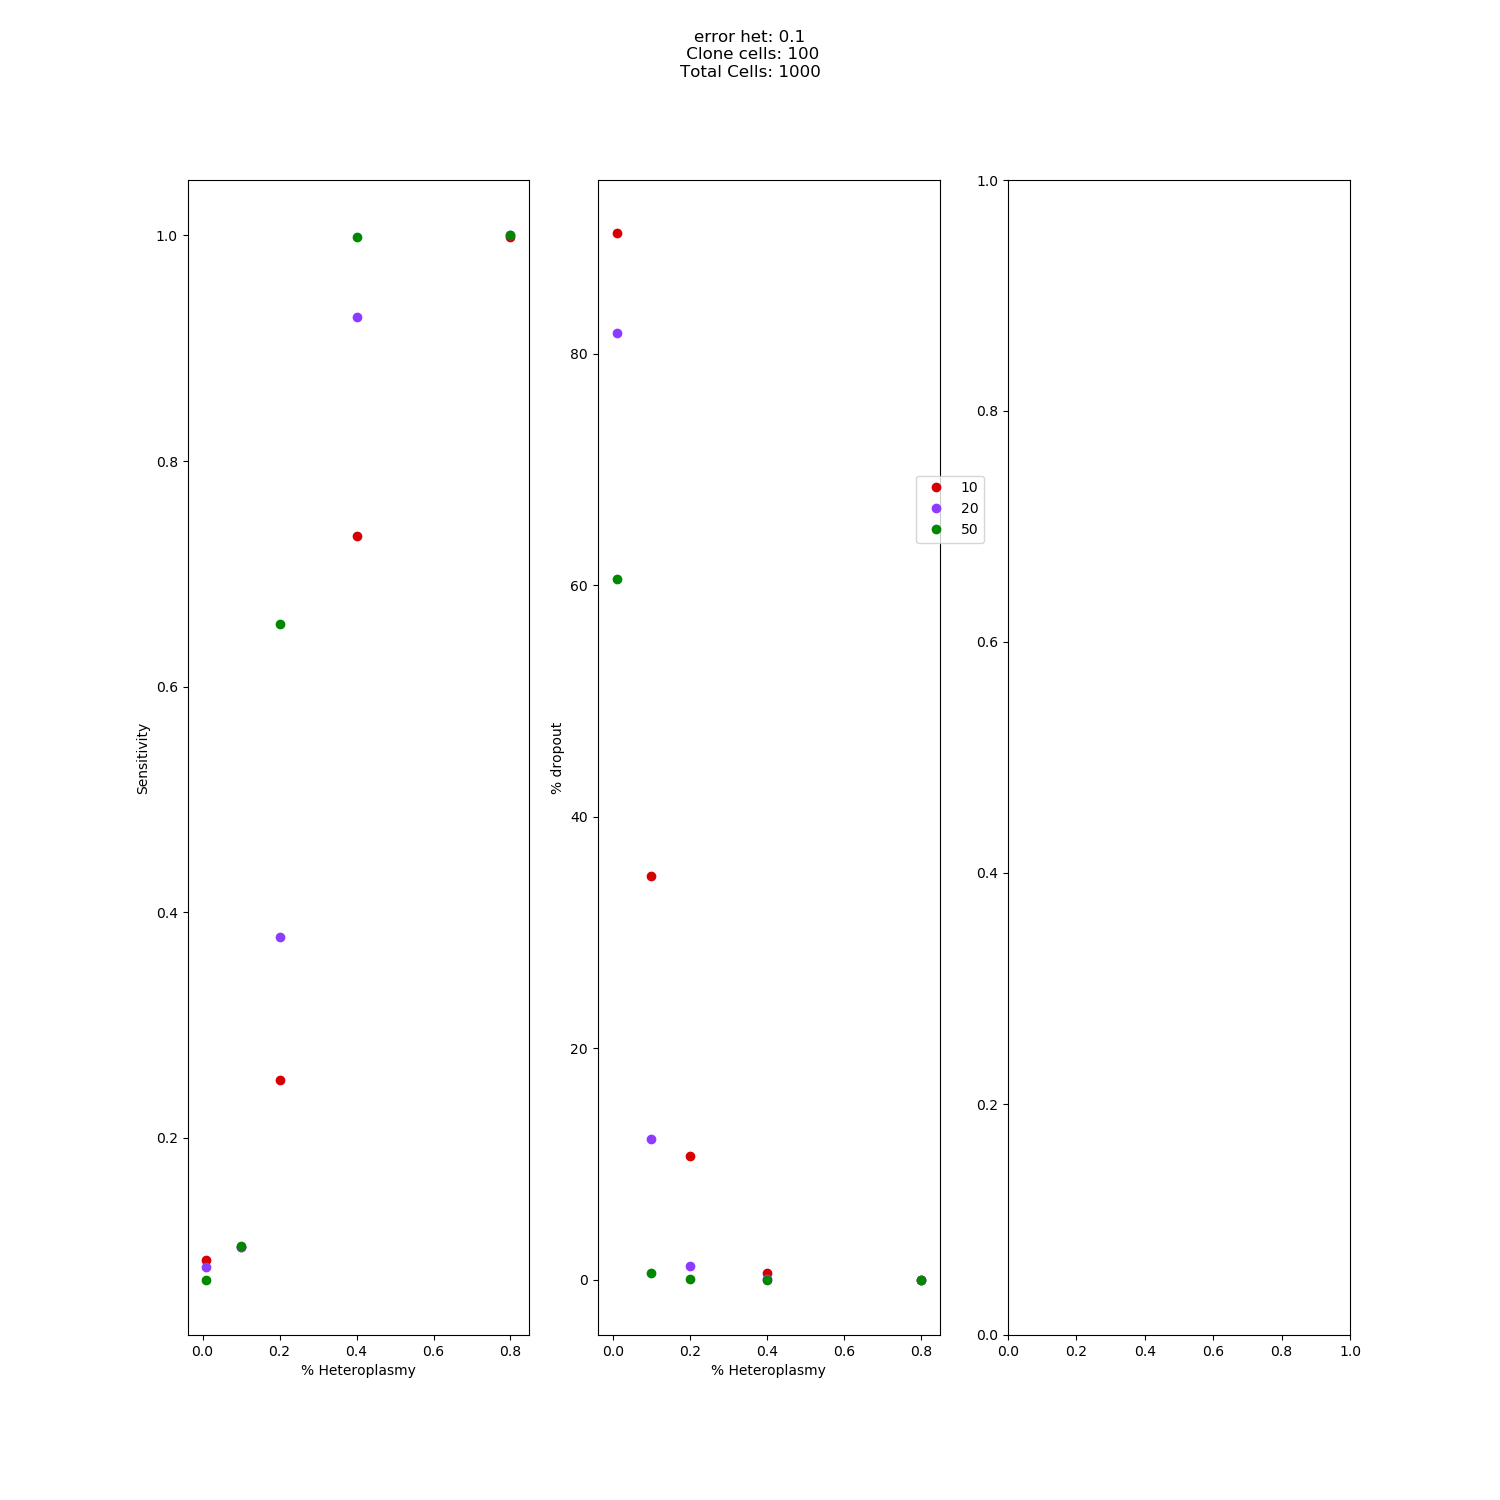 error het: 0.1
Clone cells: 100
Total Cells: 1000
1.0
0.8
0.6
0.4
0.2
Sensitivity
0.0 0.2 0.4 0.6 0.8
% Heteroplasmy
80
60
40
20
0
% dropout
0.0 0.2 0.4 0.6 0.8
% Heteroplasmy
10
20
50
1.0
0.8
0.6
0.4
0.2
0.0
0.0 0.2 0.4 0.6 0.8 1.0